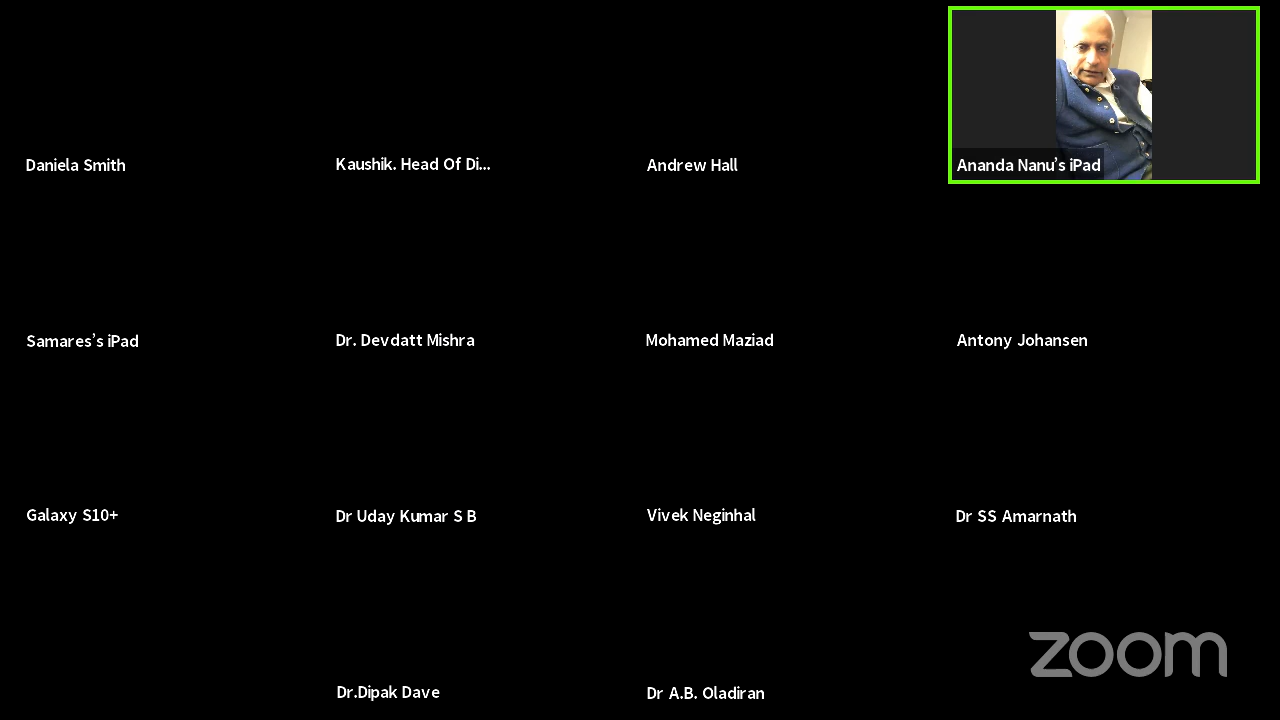 Daniela Smith
Kaushik. Head Of Di...
Andrew Hall
Ananda Nanu’s iPad
Samares’s iPad
Dr. Devdatt Mishra
Mohamed Maziad
Antony Johansen
Galaxy S10+
Dr Uday Kumar S B
Vivek Neginhal
Dr SS Amarnath
Dr.Dipak Dave
Dr A.B. Oladiran
zoom